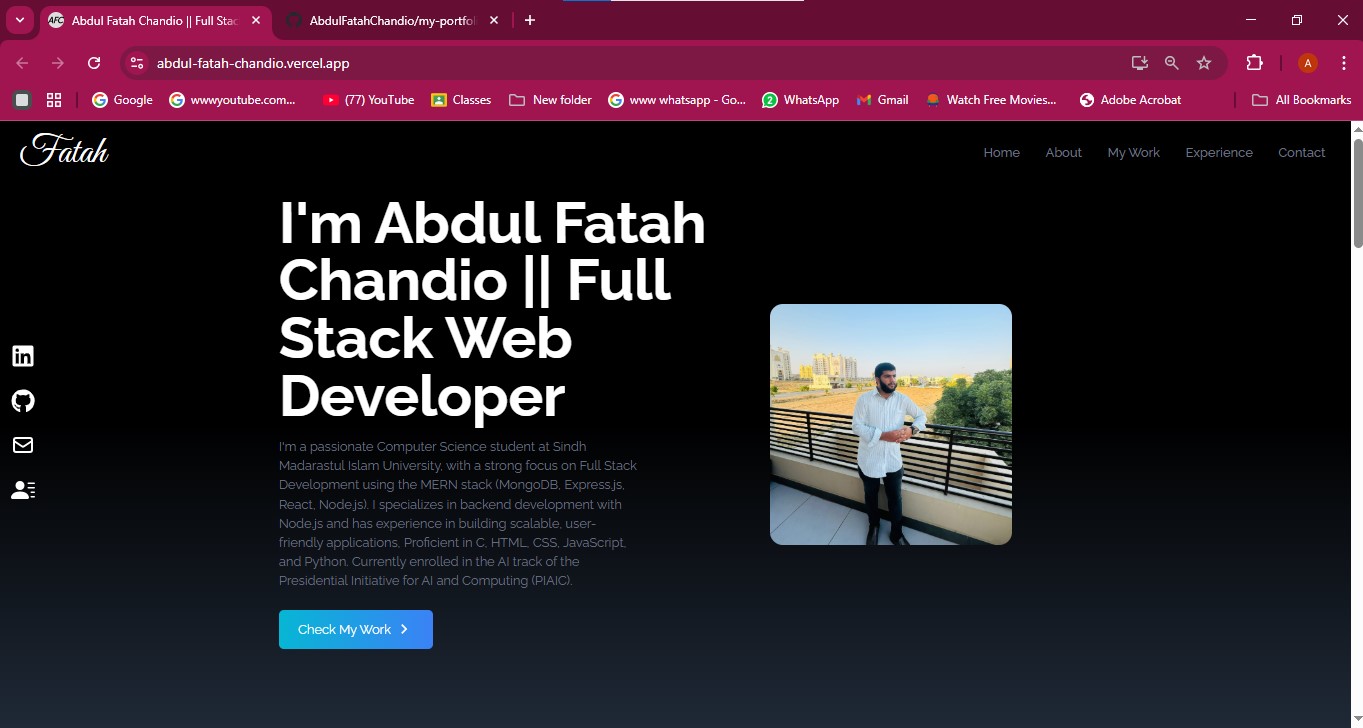 AFC Abdul Fatah Chandio || Full Stac
AbdulFatahChandio/my-portfol
abdul-fatah-chandio.vercel.app
A
Google
wwwyoutube.com...
(77) YouTube
Classes
New folder
www whatsapp - Go...
2 WhatsApp
Gmail
Watch Free Movies...
Adobe Acrobat
All Bookmarks
Fatah
Home
About
My Work
Experience
Contact
I'm Abdul Fatah
Chandio || Full
Stack Web
Developer
in
I'm a passionate Computer Science student at Sindh
Madarastul Islam University, with a strong focus on Full Stack
Development using the MERN stack (MongoDB, Express.js,
React, Node.js). I specializes in backend development with
Node.js and has experience in building scalable, user-
friendly applications. Proficient in C, HTML, CSS, JavaScript,
and Python. Currently enrolled in the AI track of the
Presidential Initiative for AI and Computing (PIAIC).
Check My Work